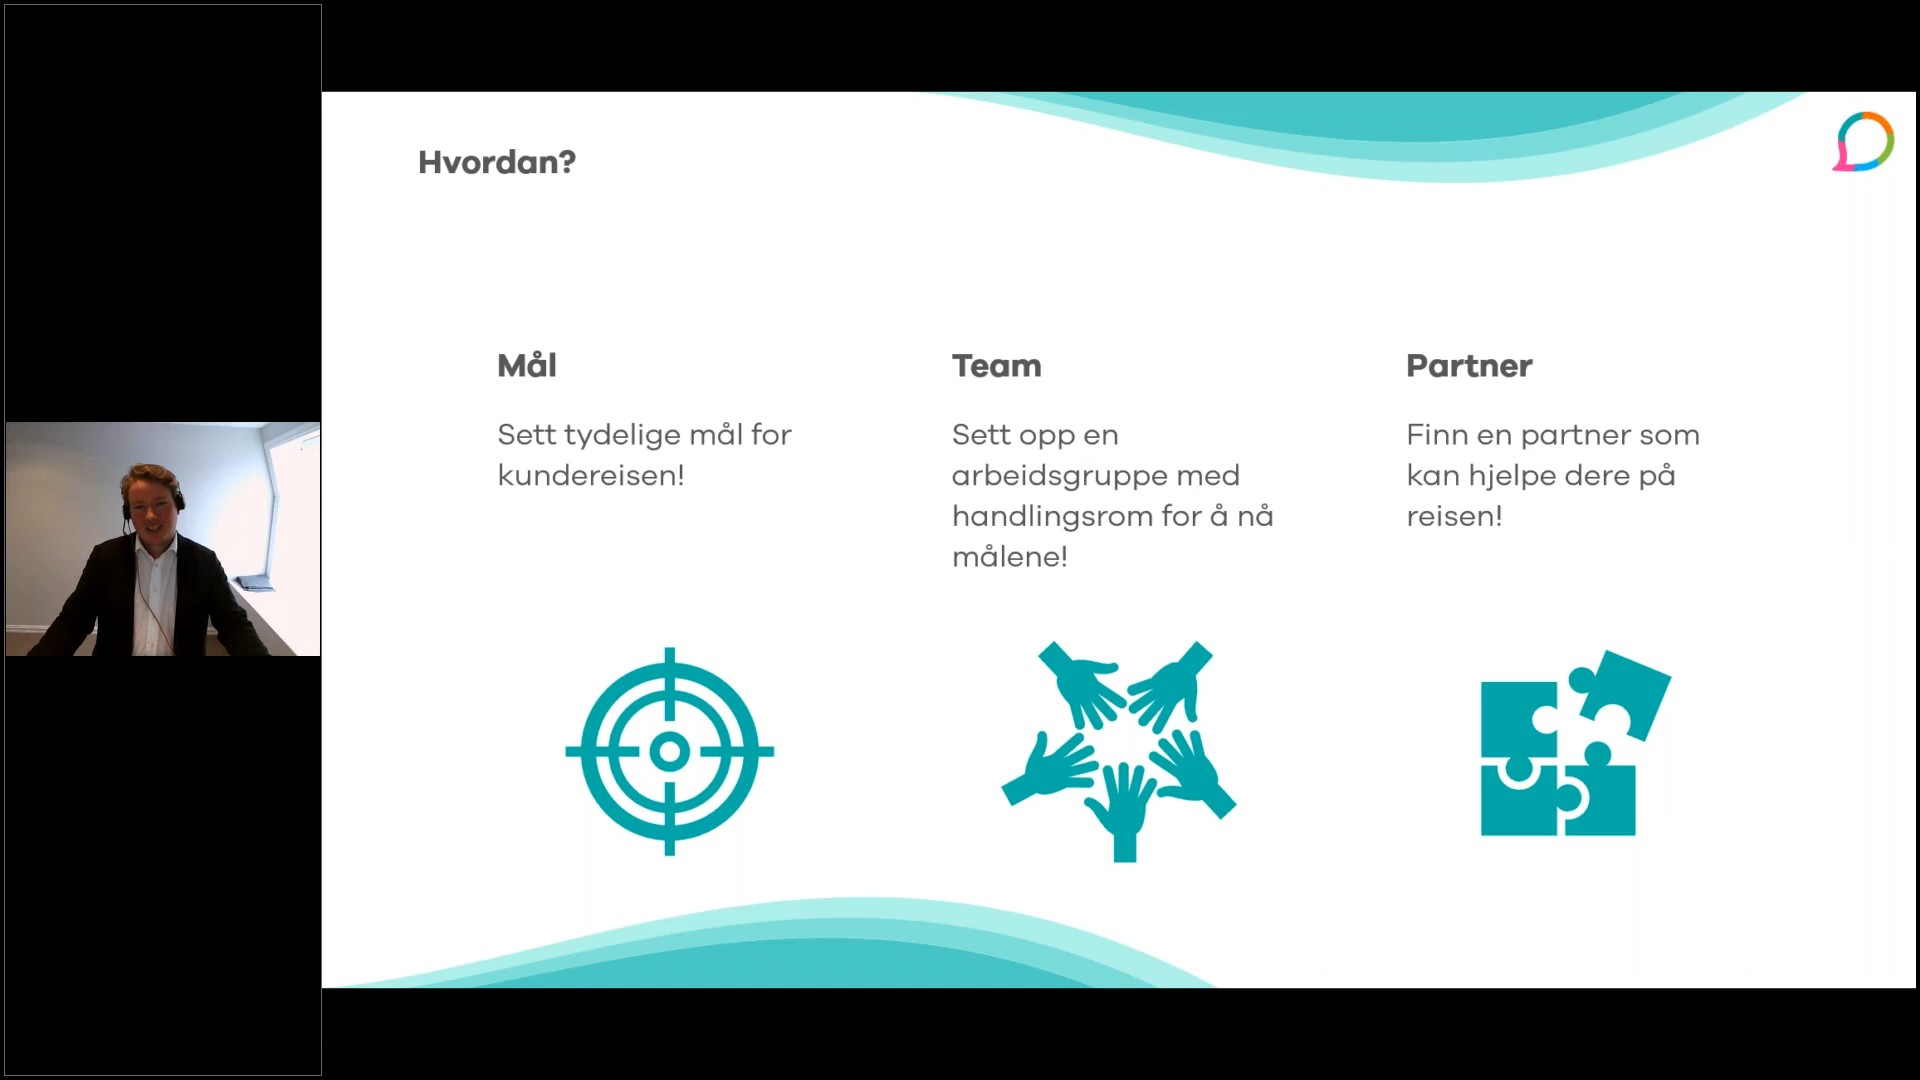 Hvordan?
Mål
Sett tydelige mål for
kundereisen!
Team
Sett opp en
arbeidsgruppe med
handlingsrom for å nå
målene!
Partner
Finn en partner som
kan hjelpe dere på
reisen!